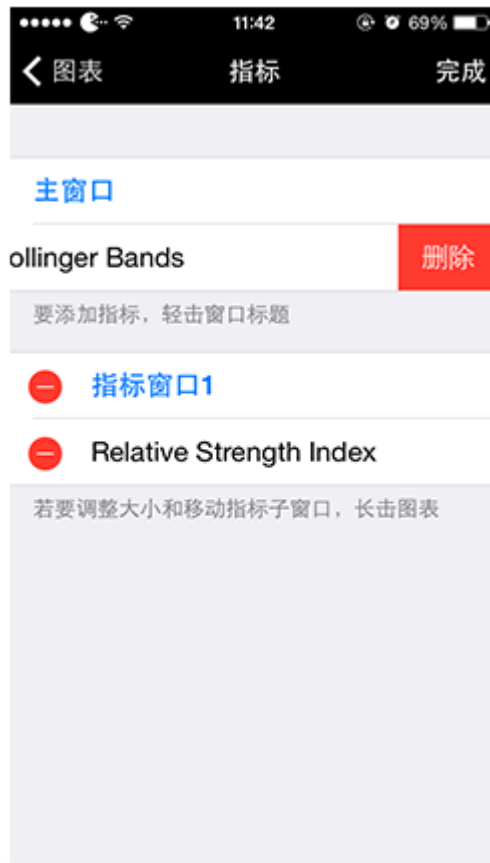 11:42 69%
图表 指标 完成
主窗口
ollinger Bands 删除
要添加指标，轻击窗口标题
指标窗口1
Relative Strength Index
若要调整大小和移动指标子窗口，长击图表